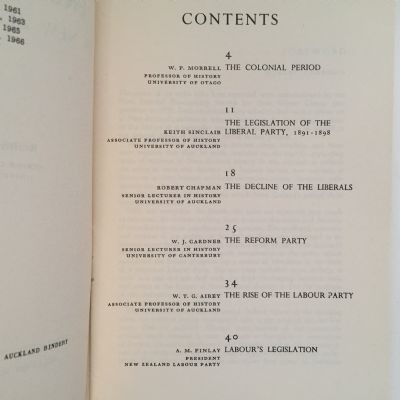 1961
1963
1965
1966
AUCKLAND BINDERY
CONTENTS
4
W. P. MORRELL THE COLONIAL PERIOD
PROFESSOR OF HISTORY
UNIVERSITY OF OTAGO
11
THE LEGISLATION OF THE
KEITH SINCLAIR LIBERAL PARTY, 1891-1898
ASSOCIATE PROFESSOR OF HISTORY
UNIVERSITY OF AUCKLAND
18
ROBERT CHAPMAN THE DECLINE OF THE LIBERALS
SENIOR LECTURER IN HISTORY
UNIVERSITY OF AUCKLAND
25
W. J. GARDNER THE REFORM PARTY
SENIOR LECTURER IN HISTORY
UNIVERSITY OF CANTERBURY
34
W. T. G. AIREY THE RISE OF THE LABOUR PARTY
ASSOCIATE PROFESSOR OF HISTORY
UNIVERSITY OF AUCKLAND
40
A. M. FINLAY LABOUR'S LEGISLATION
PRESIDENT
NEW ZEALAND LABOUR PARTY